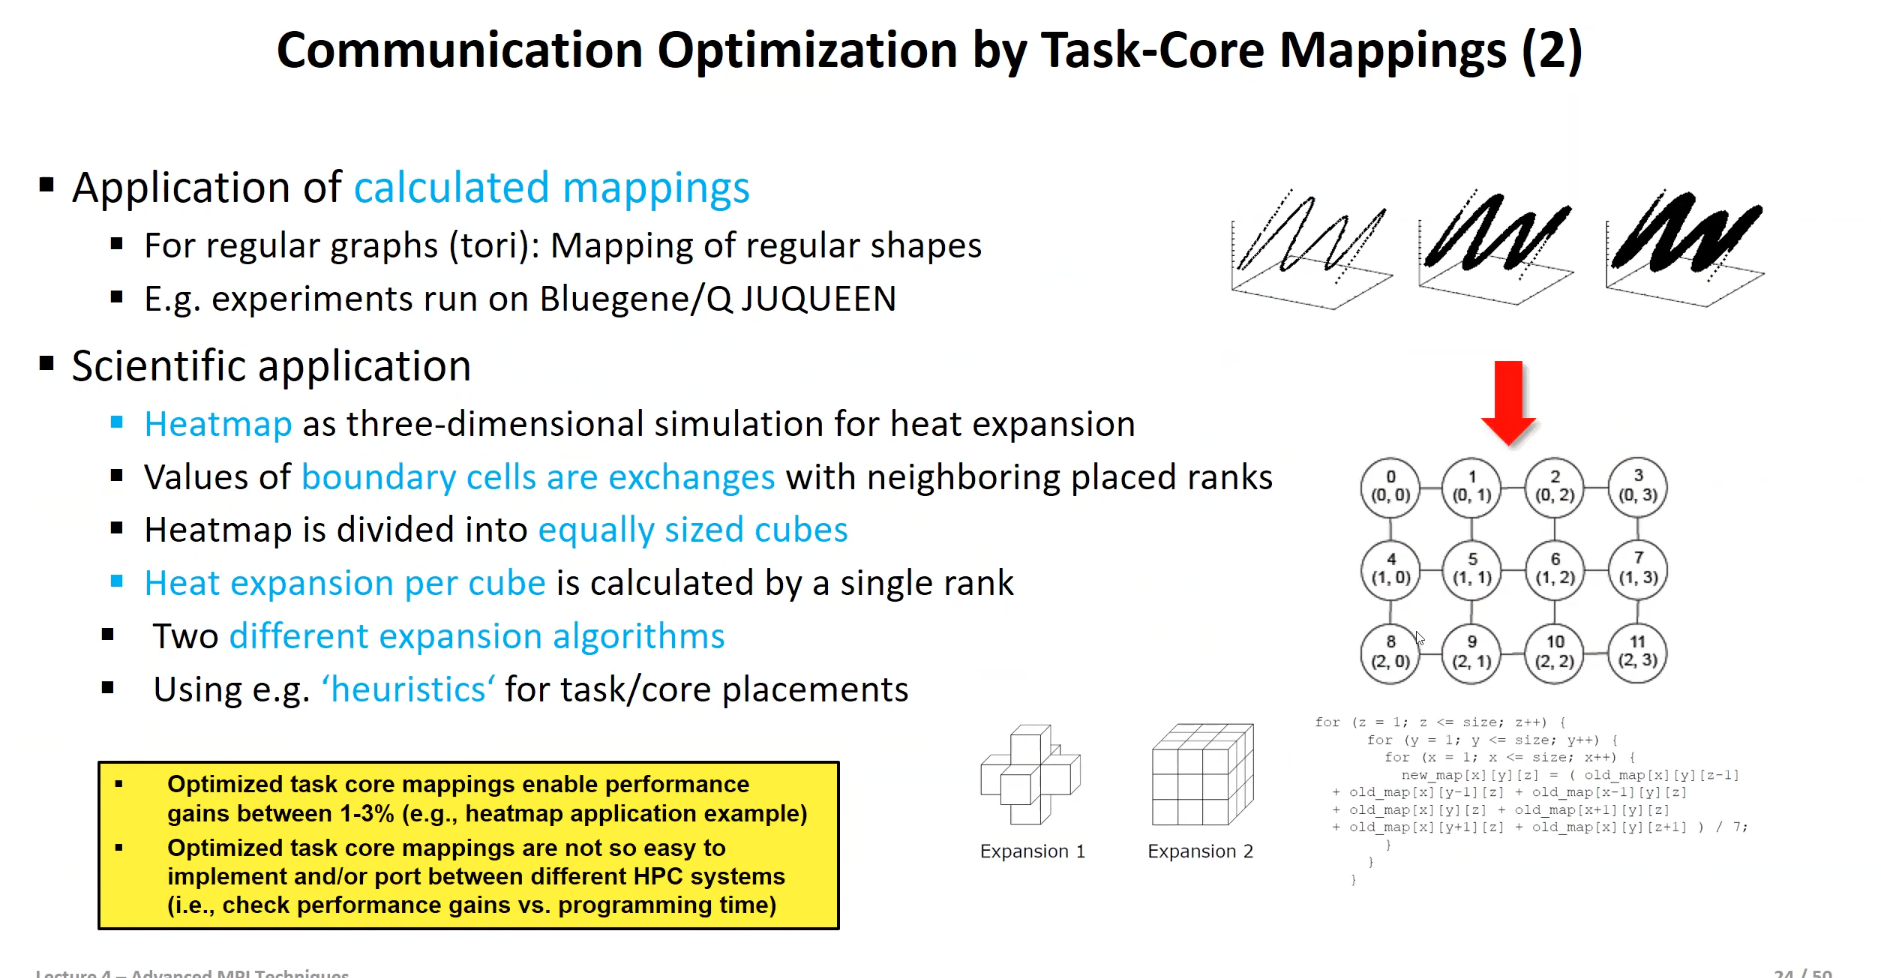 Communication Optimization by Task-Core Mappings (2)
▪ Application of calculated mappings
▪ For regular graphs (tori): Mapping of regular shapes
▪ E.g. experiments run on Bluegene/Q JUQUEEN
▪ Scientific application
▪ Heatmap as three-dimensional simulation for heat expansion
▪ Values of boundary cells are exchanges with neighboring placed ranks
▪ Heatmap is divided into equally sized cubes
▪ Heat expansion per cube is calculated by a single rank
▪ Two different expansion algorithms
▪ Using e.g. ‘heuristics‘ for task/core placements
▪ Optimized task core mappings enable performance
gains between 1-3% (e.g., heatmap application example)
▪ Optimized task core mappings are not so easy to
implement and/or port between different HPC systems
(i.e., check performance gains vs. programming time)
0 1 2 3
(0, 0) (0, 1) (0, 2) (0, 3)
4 5 6 7
(1, 0) (1, 1) (1, 2) (1, 3)
8 9 10 11
(2, 0) (2, 1) (2, 2) (2, 3)
Expansion 1 Expansion 2
for (z = 1; z <= size; z++) {
for (y = 1; y <= size; y++) {
for (x = 1; x <= size; x++) {
new_map[x][y][z] = ( old_map[x][y][z-1]
+ old_map[x][y-1][z] + old_map[x-1][y][z]
+ old_map[x][y][z] + old_map[x+1][y][z]
+ old_map[x][y+1][z] + old_map[x][y][z+1] ) / 7;
}
}
}
Lecture 4 – Advanced MPI Techniques 24 / 50